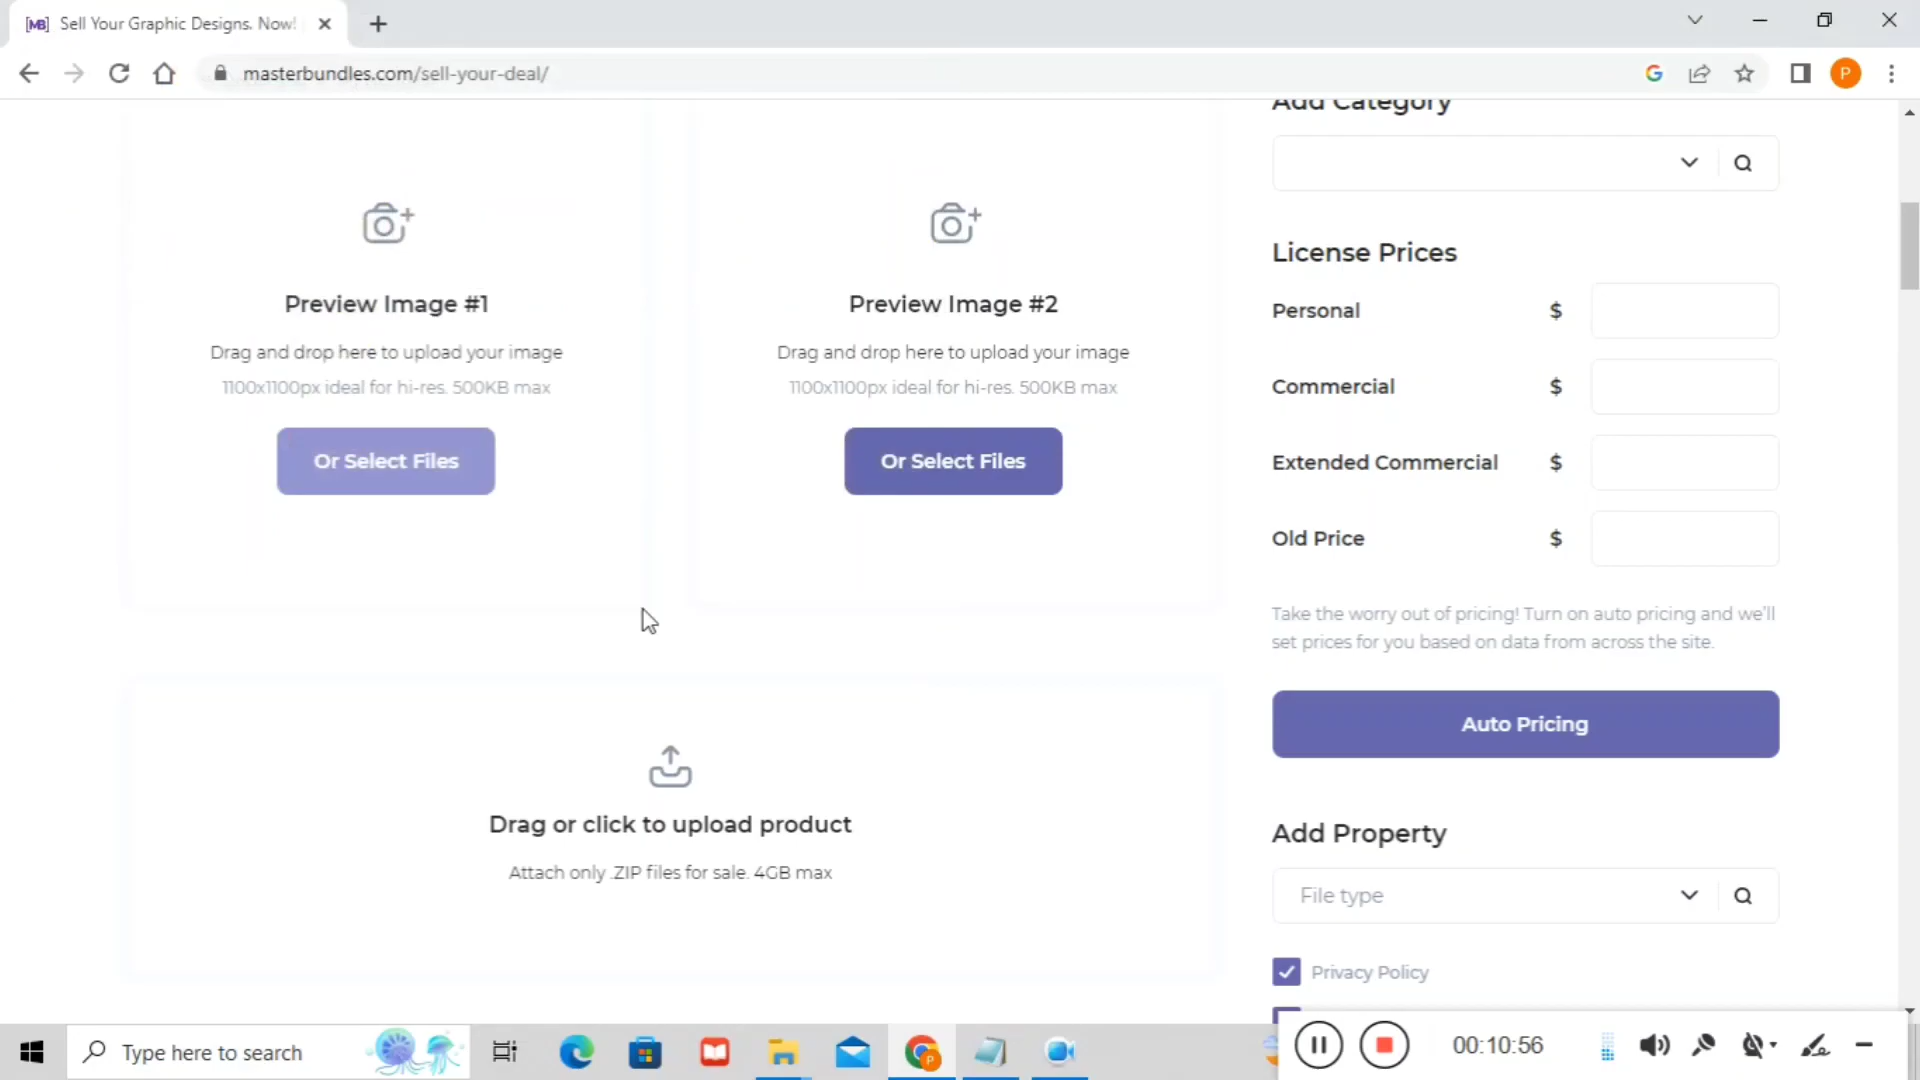 [MB] Sell Your Graphic Designs. Now!
masterbundles.com/sell-your-deal/
P
Add Category
Preview Image #1
Drag and drop here to upload your image
1100x1100px ideal for hi-res. 500KB max
Or Select Files
Preview Image #2
Drag and drop here to upload your image
1100x1100px ideal for hi-res. 500KB max
Or Select Files
License Prices
Personal $
Commercial $
Extended Commercial $
Old Price $
Take the worry out of pricing! Turn on auto pricing and we'll
set prices for you based on data from across the site.
Auto Pricing
Drag or click to upload product
Attach only .ZIP files for sale. 4GB max
Add Property
File type
Privacy Policy
Type here to search
P
00:10:56